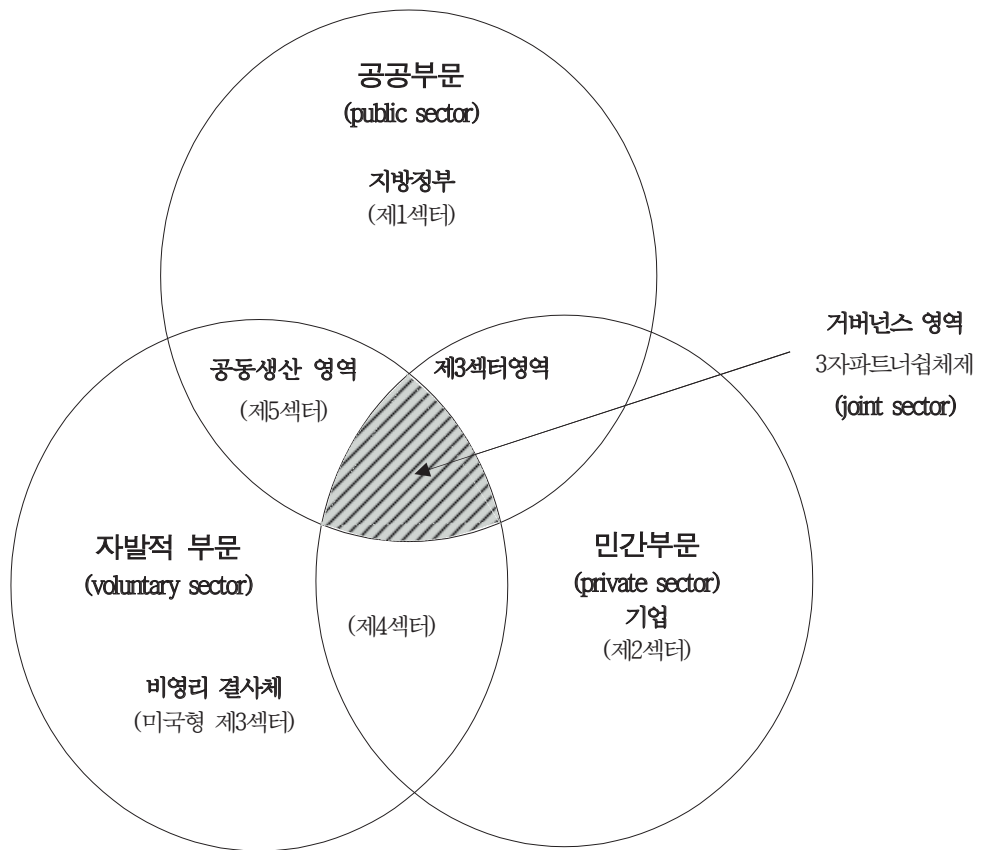 공공부문
(public sector)
지방정부
(제1섹터)
거버넌스 영역
3자파트너쉽체제
(joint sector)
공동생산 영역
(제5섹터)
제3섹터영역
자발적 부문
(voluntary sector)
비영리 결사체
(미국형 제3섹터)
(제4섹터)
민간부문
(private sector)
기업
(제2섹터)